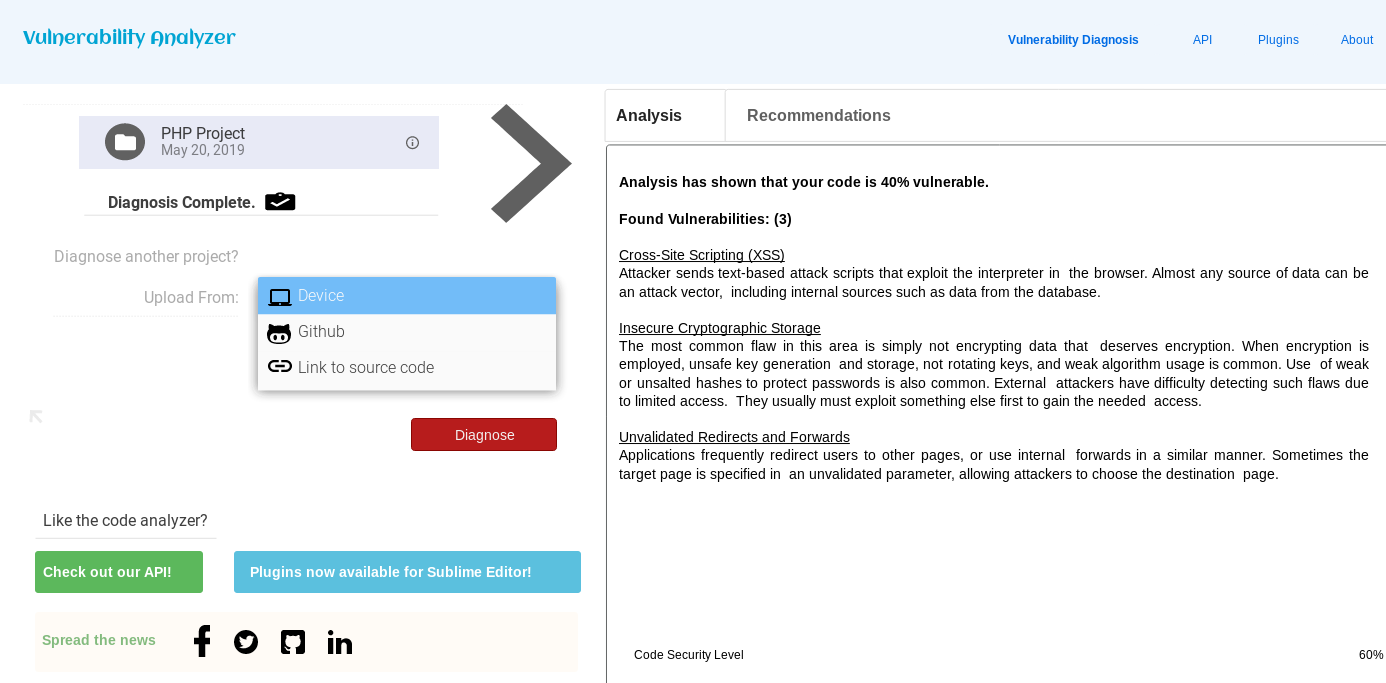 Vulnerability Analyzer
Vulnerability Diagnosis API Plugins About
PHP Project
May 20, 2019
Diagnosis Complete.
Diagnose another project?
Upload From:
Device
Github
Link to source code
Diagnose
Like the code analyzer?
Check out our API!
Plugins now available for Sublime Editor!
Spread the news
Analysis Recommendations
Analysis has shown that your code is 40% vulnerable.
Found Vulnerabilities: (3)
Cross-Site Scripting (XSS)
Attacker sends text-based attack scripts that exploit the interpreter in the browser. Almost any source of data can be
an attack vector, including internal sources such as data from the database.
Insecure Cryptographic Storage
The most common flaw in this area is simply not encrypting data that deserves encryption. When encryption is
employed, unsafe key generation and storage, not rotating keys, and weak algorithm usage is common. Use of weak
or unsalted hashes to protect passwords is also common. External attackers have difficulty detecting such flaws due
to limited access. They usually must exploit something else first to gain the needed access.
Unvalidated Redirects and Forwards
Applications frequently redirect users to other pages, or use internal forwards in a similar manner. Sometimes the
target page is specified in an unvalidated parameter, allowing attackers to choose the destination page.
Code Security Level 60%